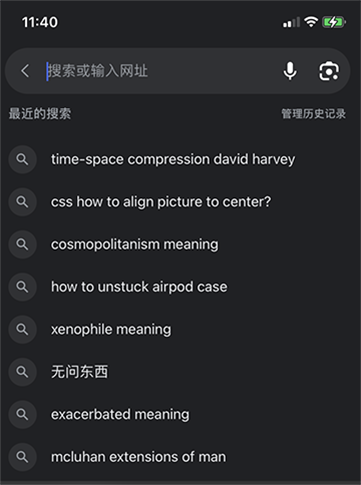 11:40
搜索或输入网址
最近的搜索 管理历史记录
time-space compression david harvey
css how to align picture to center?
cosmopolitanism meaning
how to unstuck airpod case
xenophile meaning
无问东西
exacerbated meaning
mcluhan extensions of man